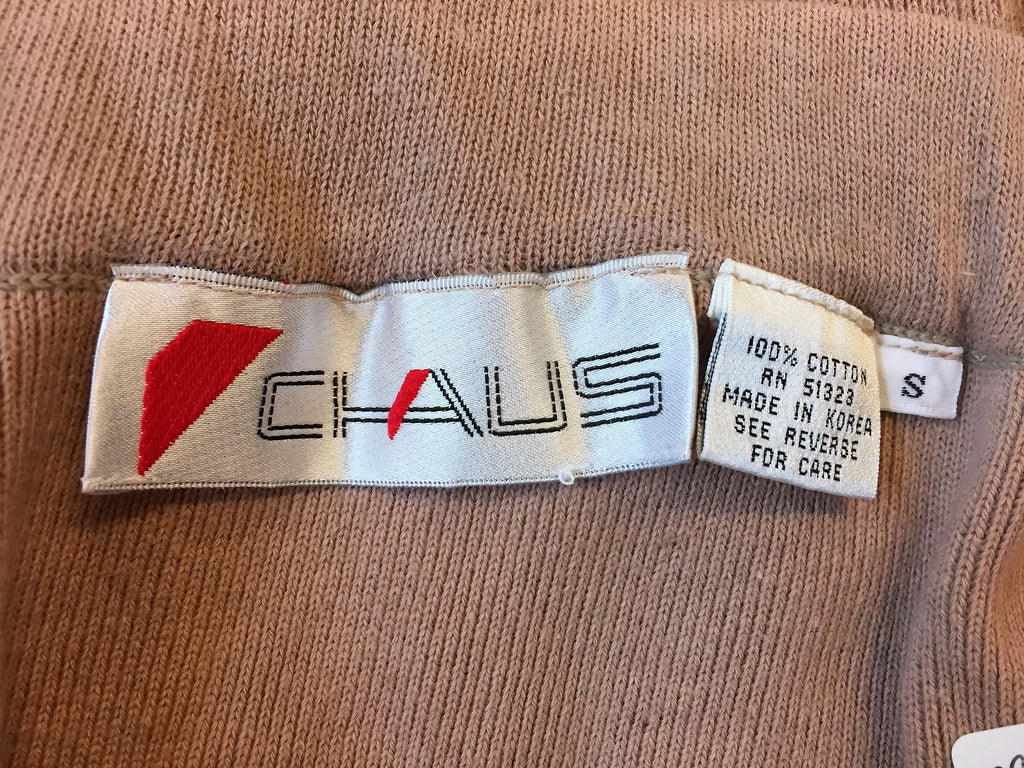 CHAUS
100% COTTON
RN 51323
MADE IN KOREA
SEE REVERSE
FOR CARE
S